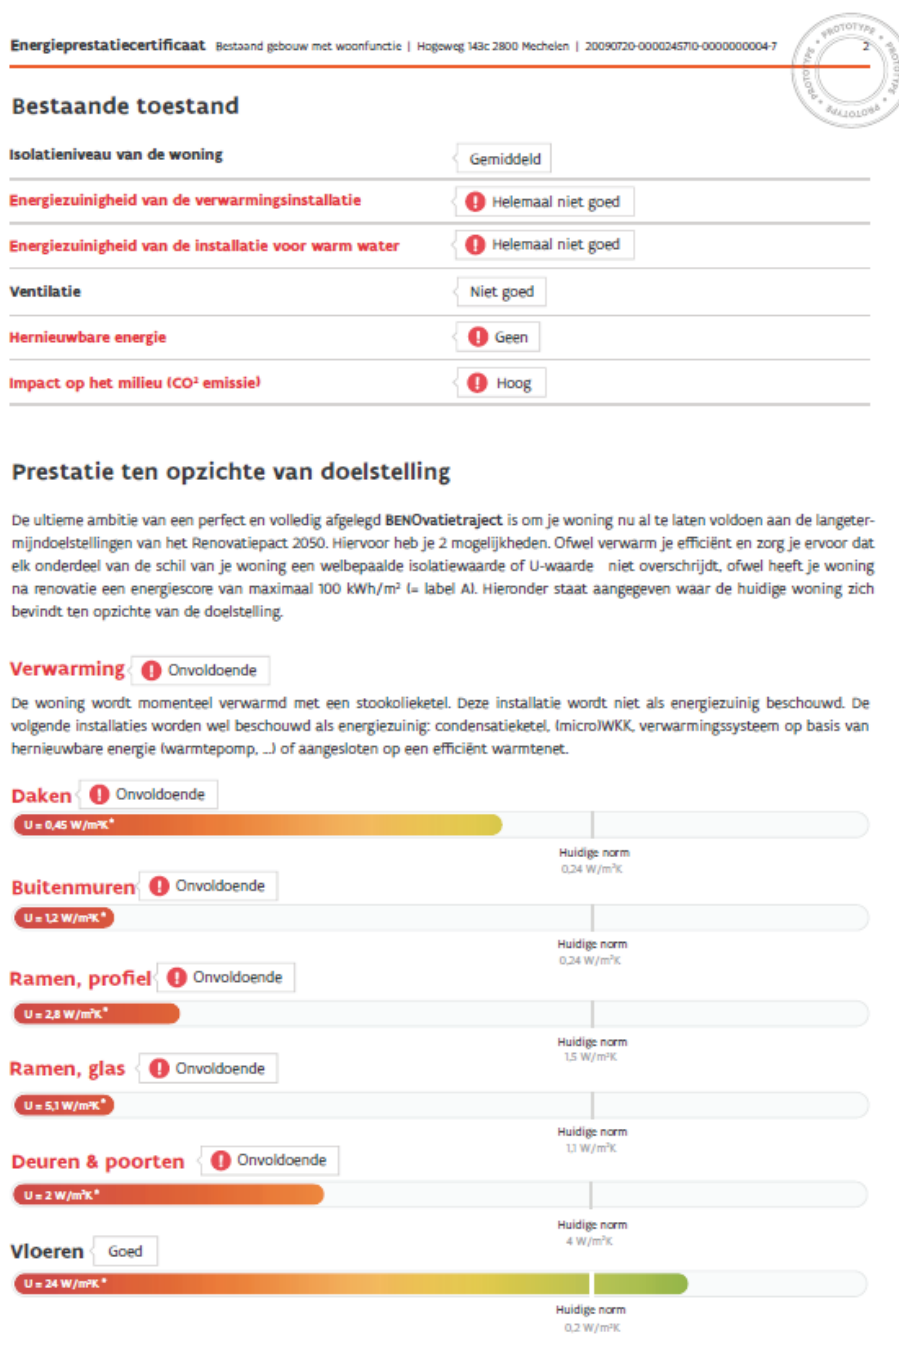 Energieprestatiecertificaat Bestaand gebouw met woonfunctie | Hogeweg 143c 2800 Mechelen | 20090720-0000245710-0000000004-7
2
PROTOTYPE • PROTOTYPE • PROTOTYPE • PROTOTYPE •
Bestaande toestand
Isolatieniveau van de woning Gemiddeld
Energiezuinigheid van de verwarmingsinstallatie ! Helemaal niet goed
Energiezuinigheid van de installatie voor warm water ! Helemaal niet goed
Ventilatie Niet goed
Hernieuwbare energie ! Geen
Impact op het milieu (CO² emissie) ! Hoog
Prestatie ten opzichte van doelstelling
De ultieme ambitie van een perfect en volledig afgelegd BENOvatietraject is om je woning nu al te laten voldoen aan de langeter-
mijndoelstellingen van het Renovatiepact 2050. Hiervoor heb je 2 mogelijkheden. Ofwel verwarm je efficiënt en zorg je ervoor dat
elk onderdeel van de schil van je woning een welbepaalde isolatiewaarde of U-waarde niet overschrijdt, ofwel heeft je woning
na renovatie een energiescore van maximaal 100 kWh/m² (= label A). Hieronder staat aangegeven waar de huidige woning zich
bevindt ten opzichte van de doelstelling.
Verwarming ! Onvoldoende
De woning wordt momenteel verwarmd met een stookolieketel. Deze installatie wordt niet als energiezuinig beschouwd. De
volgende installaties worden wel beschouwd als energiezuinig: condensatieketel, (micro)WKK, verwarmingssysteem op basis van
hernieuwbare energie (warmtepomp, ...) of aangesloten op een efficiënt warmtenet.
Daken ! Onvoldoende
U = 0,45 W/m²K*
Huidige norm
0,24 W/m²K
Buitenmuren ! Onvoldoende
U = 1,2 W/m²K*
Huidige norm
0,24 W/m²K
Ramen, profiel ! Onvoldoende
U = 2,8 W/m²K*
Huidige norm
1,5 W/m²K
Ramen, glas ! Onvoldoende
U = 5,1 W/m²K*
Huidige norm
1,1 W/m²K
Deuren & poorten ! Onvoldoende
U = 2 W/m²K*
Huidige norm
4 W/m²K
Vloeren Goed
U = 24 W/m²K*
Huidige norm
0,2 W/m²K